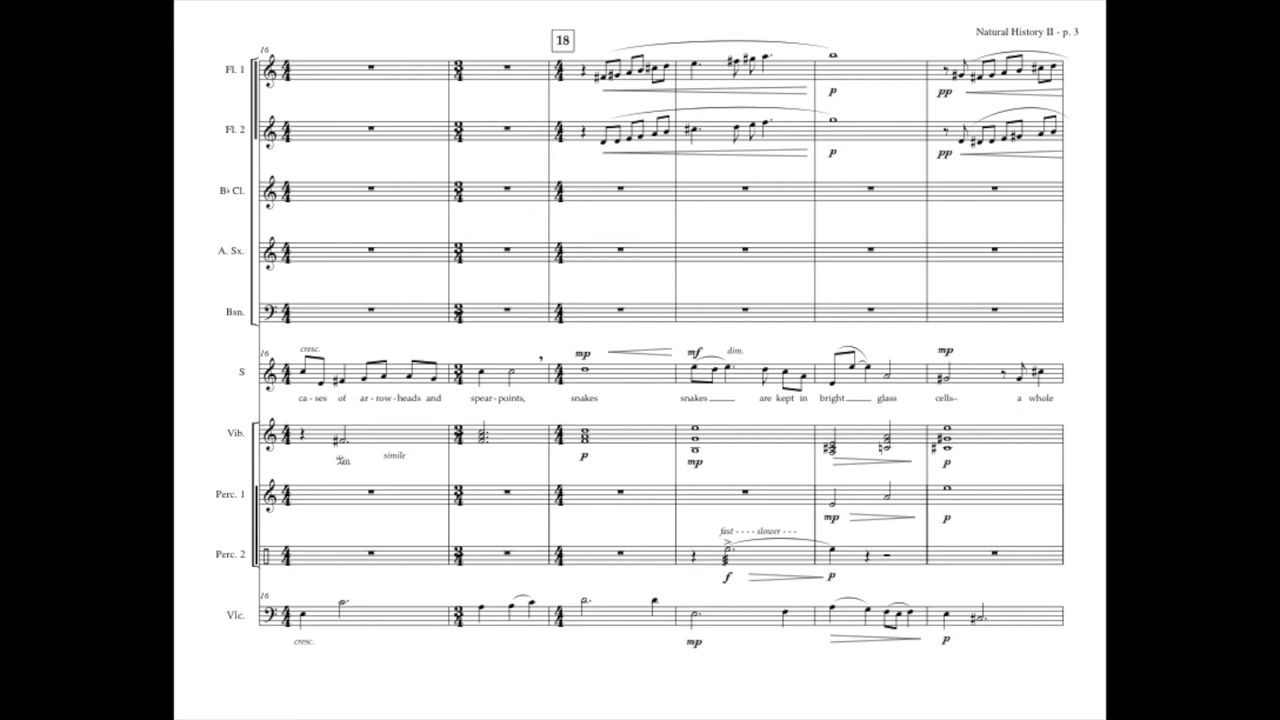 Natural History II - p. 3
18
16
Fl. 1
p
pp
Fl. 2
p
pp
B♭ Cl.
A. Sx.
Bsn.
16
cresc.
mp
mf
dim.
mp
S
ca - ses of ar - row - heads and spear - points, snakes snakes are kept in bright glass cells– a whole
Vib.
Ped
simile
p
mp
p
Perc. 1
mp
p
fast - - - - slower - - -
Perc. 2
f
p
16
Vlc.
cresc.
mp
p